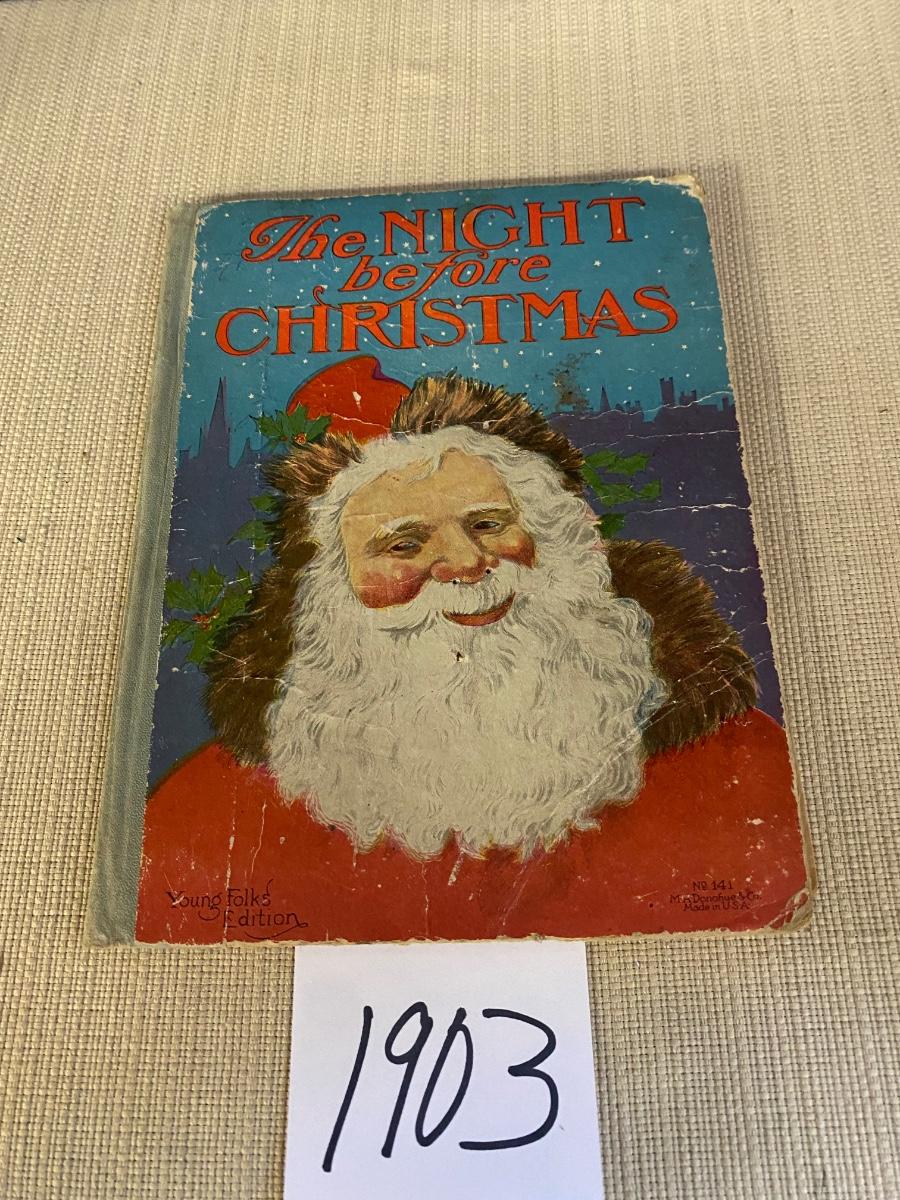 The NIGHT
before
CHRISTMAS
Young Folks'
Edition
No 141
M.A. Donohue & Co.
Made in U.S.A.
1903